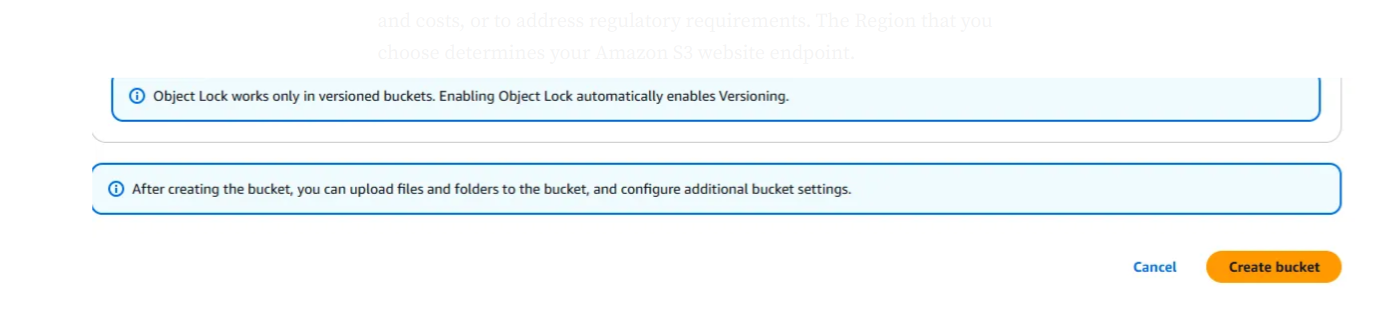 and costs, or to address regulatory requirements. The Region that you
choose determines your Amazon S3 website endpoint.
Object Lock works only in versioned buckets. Enabling Object Lock automatically enables Versioning.
After creating the bucket, you can upload files and folders to the bucket, and configure additional bucket settings.
Cancel Create bucket